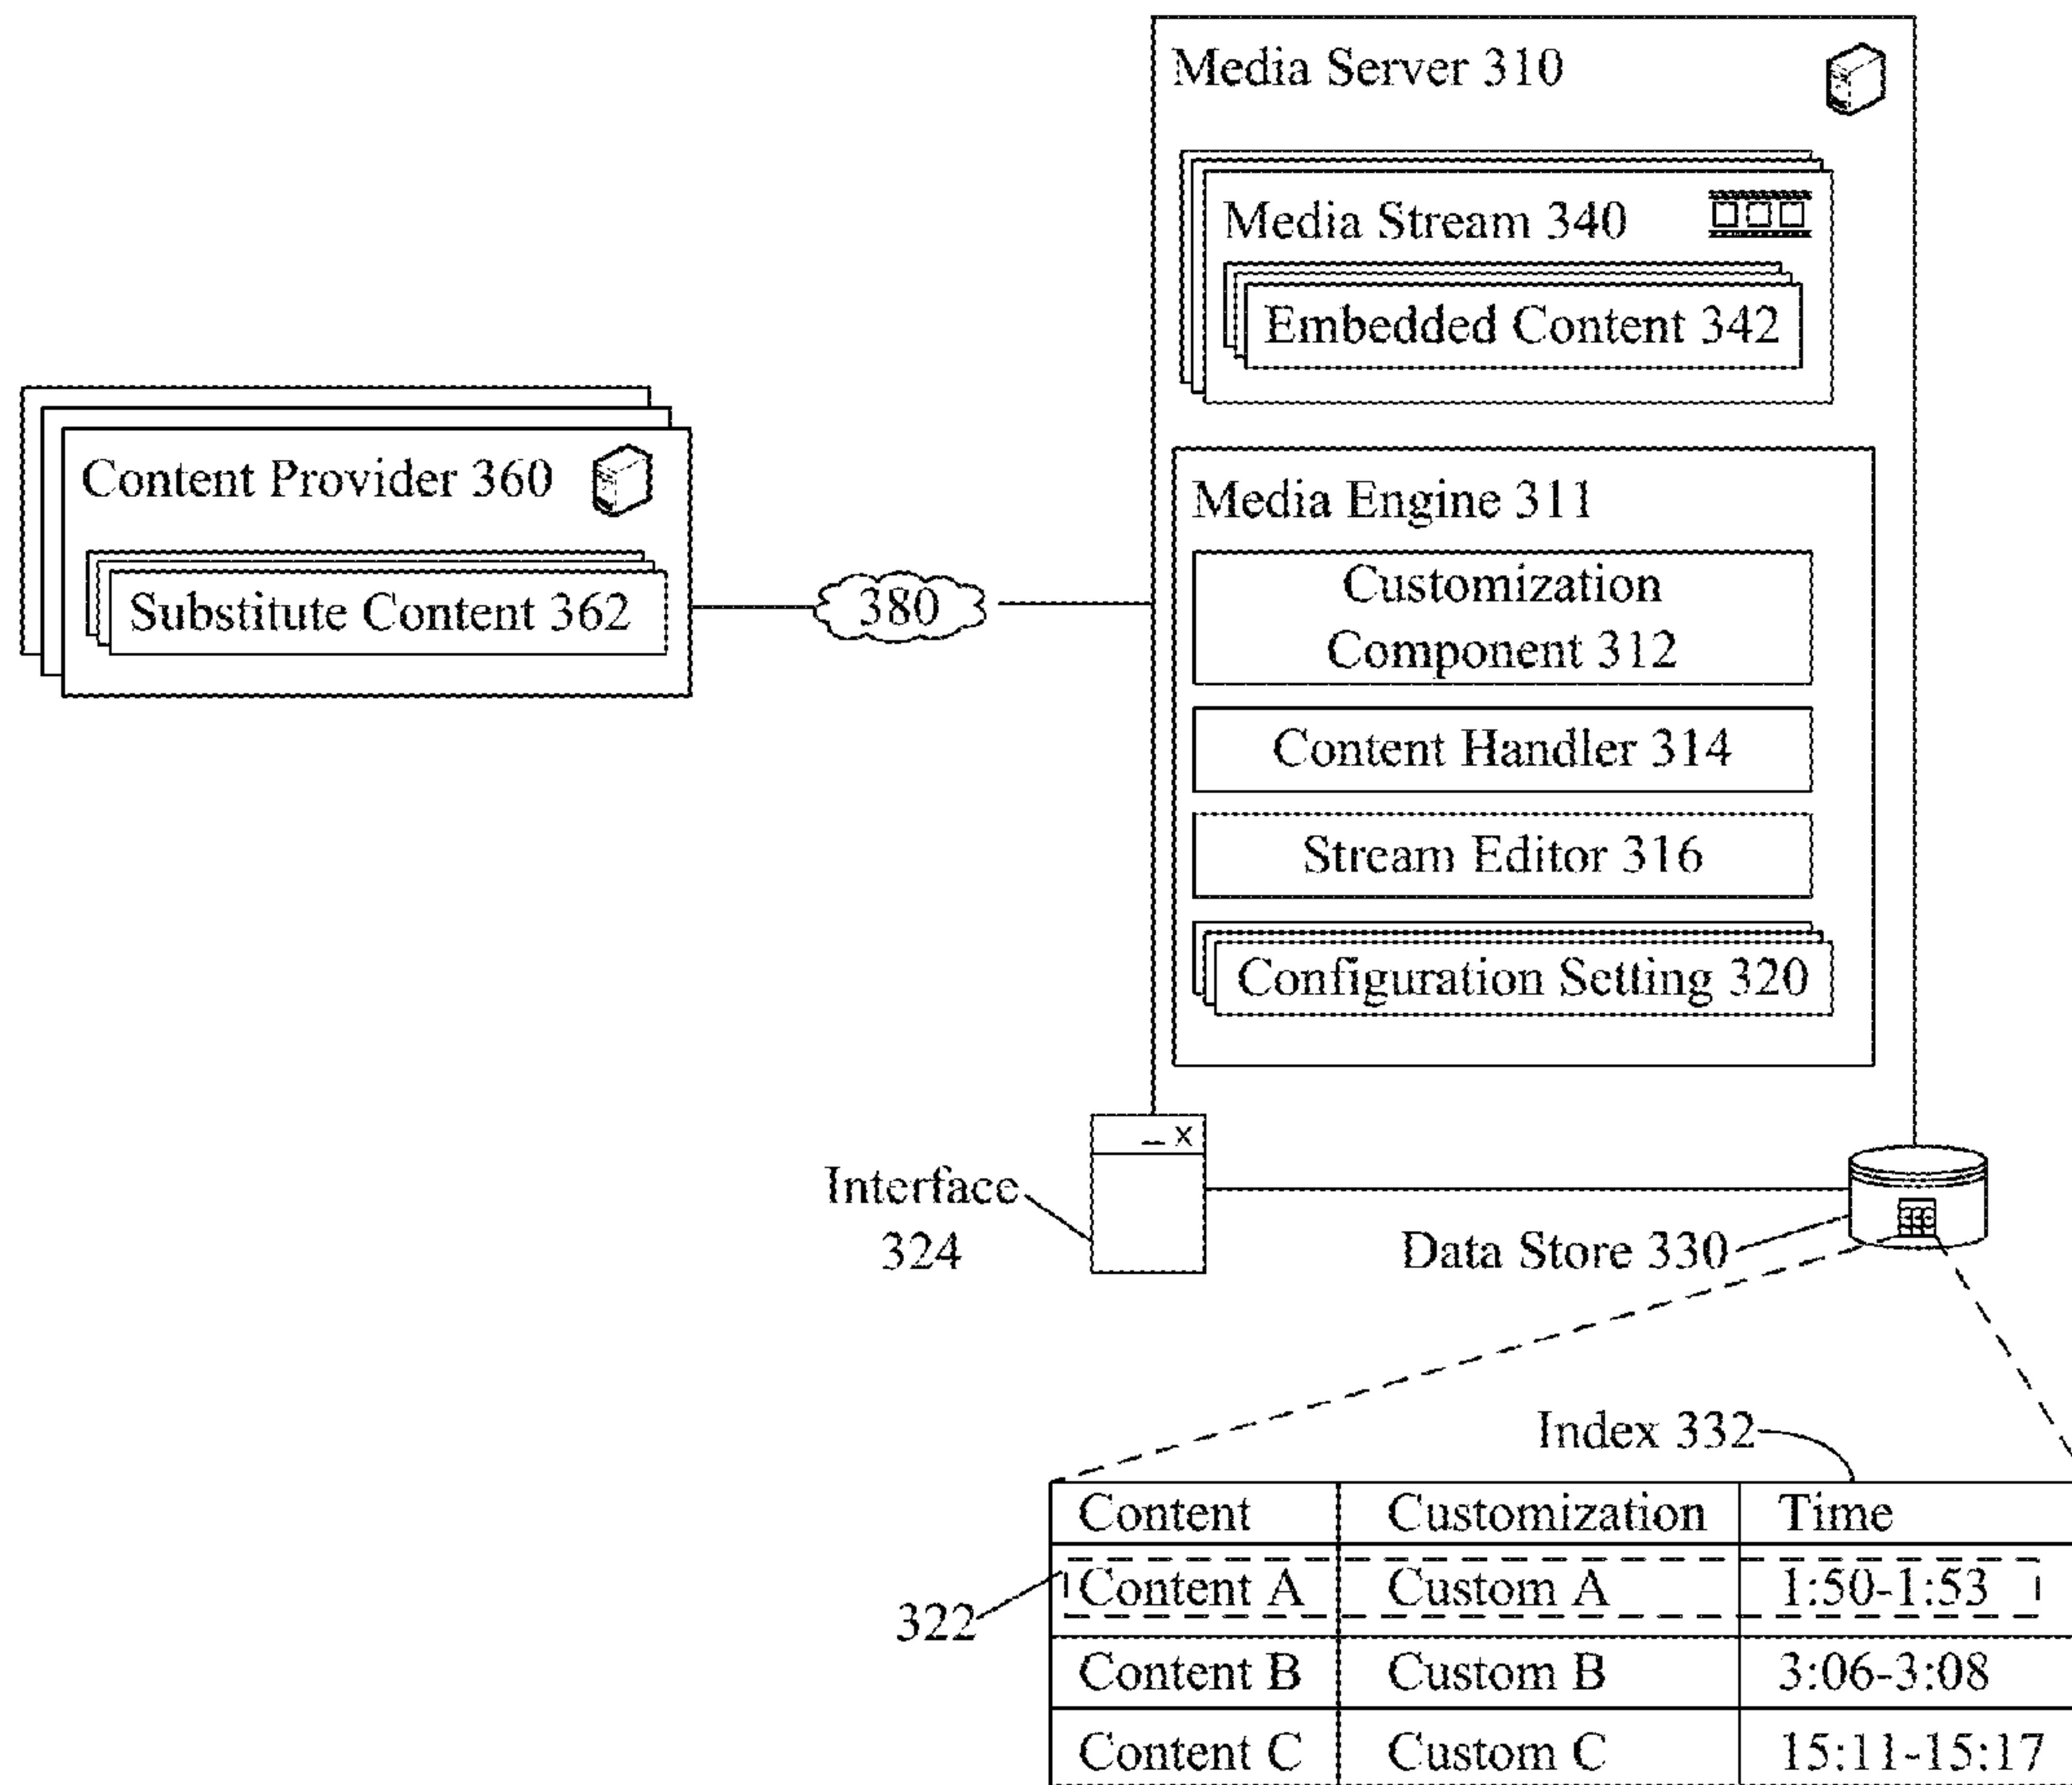 Media Server 310
Media Stream 340
Embedded Content 342
Content Provider 360
Substitute Content 362
380
Media Engine 311
Customization
Component 312
Content Handler 314
Stream Editor 316
Configuration Setting 320
Interface
324
Data Store 330
Index 332
Content Customization Time
322
Content A Custom A 1:50-1:53
Content B Custom B 3:06-3:08
Content C Custom C 15:11-15:17